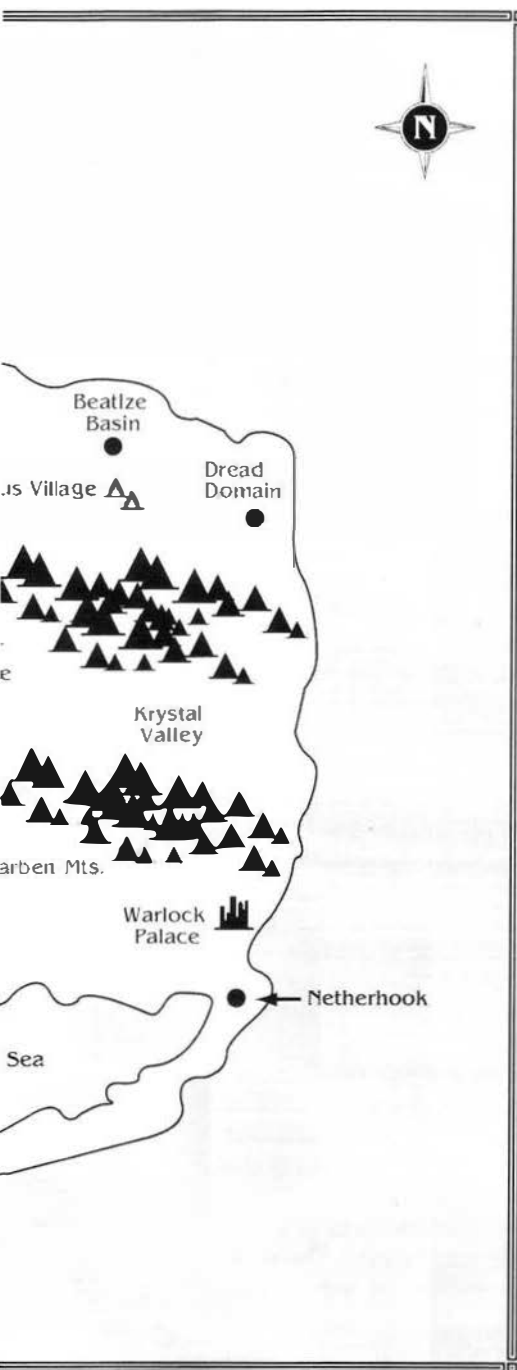 N
Beatlze
Basin
Dread
Domain
.us Village
e
Krystal
Valley
arben Mts.
Warlock
Palace
Netherhook
Sea